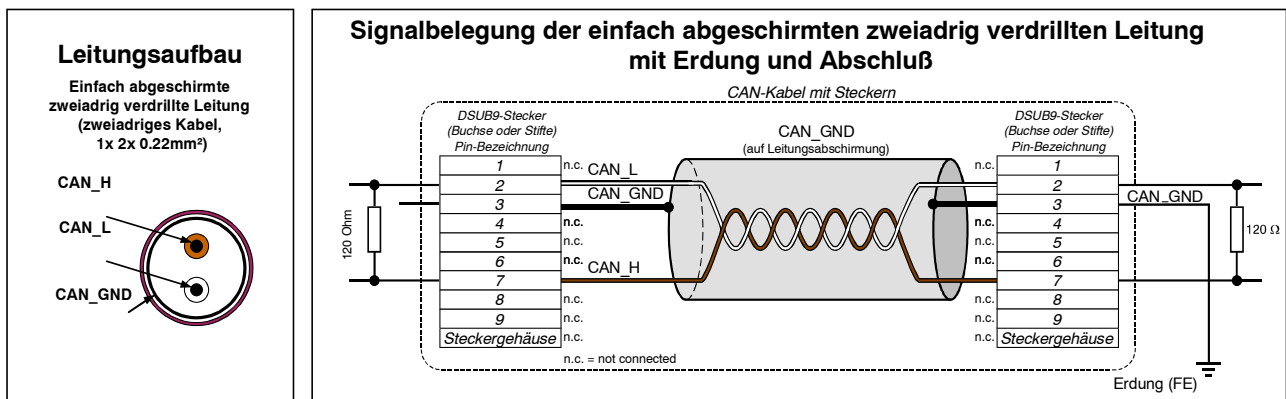 Leitungsaufbau
Einfach abgeschirmte
zweiadrig verdrillte Leitung
(zweiadriges Kabel,
1x 2x 0.22mm²)
CAN_H
CAN_L
CAN_GND
Signalbelegung der einfach abgeschirmten zweiadrig verdrillten Leitung
mit Erdung und Abschluß
CAN-Kabel mit Steckern
DSUB9-Stecker
(Buchse oder Stifte)
Pin-Bezeichnung
1
2
3
4
5
6
7
8
9
Steckergehäuse
120 Ohm
n.c.
CAN_L
CAN_GND
n.c.
n.c.
n.c.
CAN_H
n.c.
n.c.
n.c.
n.c. = not connected
CAN_GND
(auf Leitungsabschirmung)
DSUB9-Stecker
(Buchse oder Stifte)
Pin-Bezeichnung
n.c.
n.c.
n.c.
n.c.
n.c.
n.c.
n.c.
1
2
3
4
5
6
7
8
9
Steckergehäuse
CAN_GND
120 Ω
Erdung (FE)